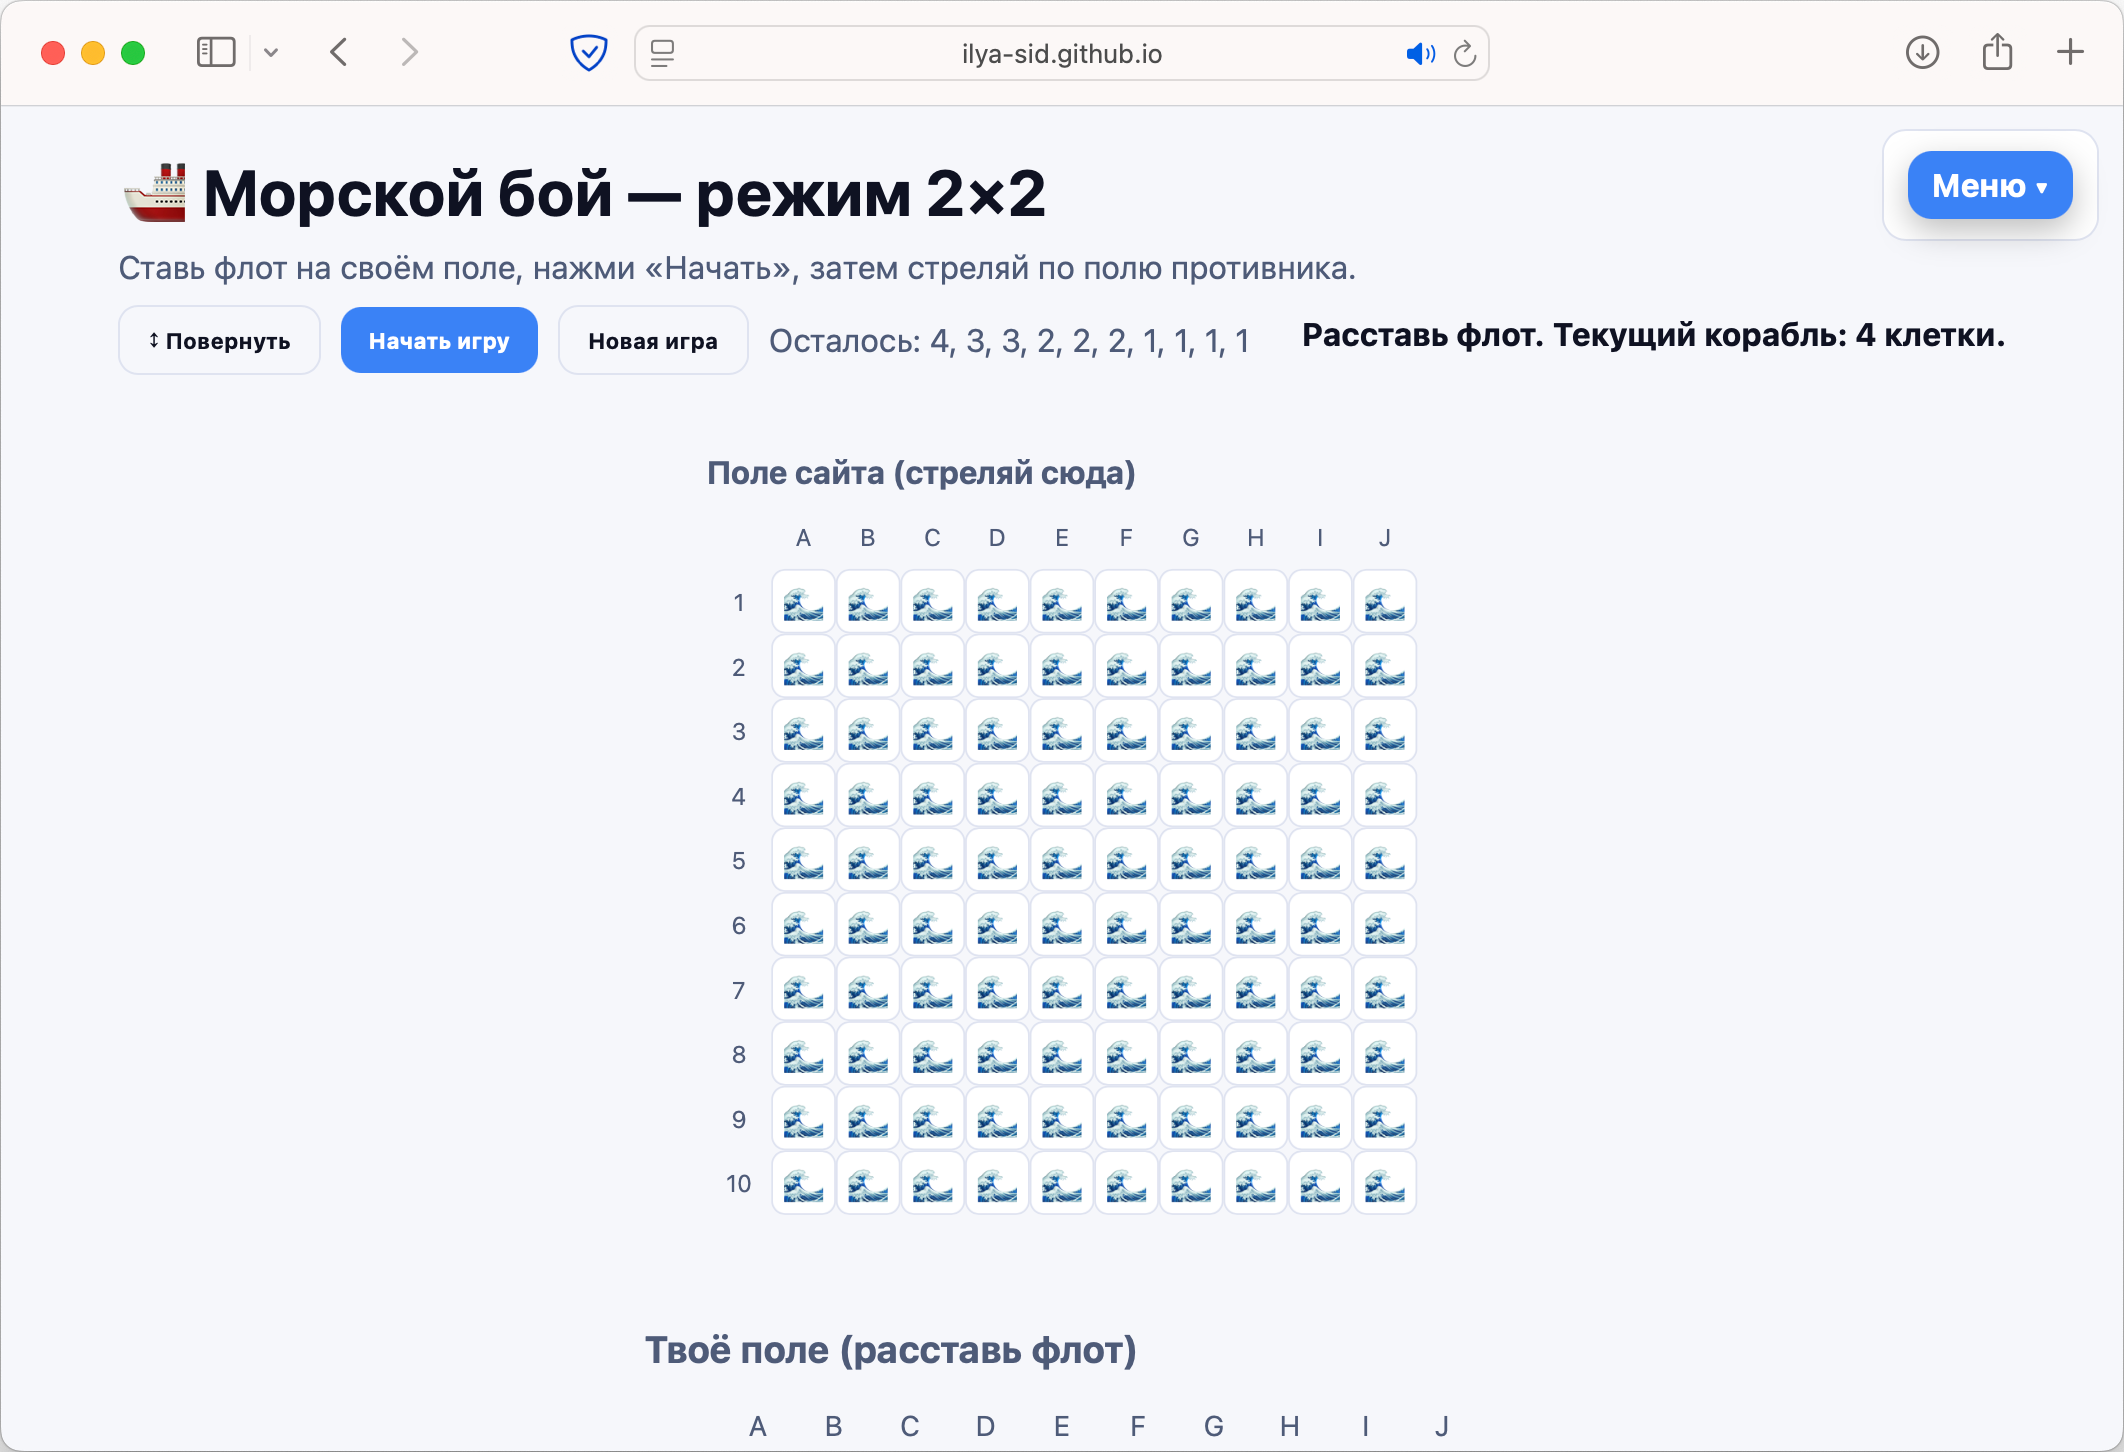 ilya-sid.github.io
Морской бой — режим 2×2
Меню ▾
Ставь флот на своём поле, нажми «Начать», затем стреляй по полю противника.
↕ Повернуть Начать игру Новая игра Осталось: 4, 3, 3, 2, 2, 2, 1, 1, 1, 1 Расставь флот. Текущий корабль: 4 клетки.
Поле сайта (стреляй сюда)
A B C D E F G H I J
1
2
3
4
5
6
7
8
9
10
Твоё поле (расставь флот)
A B C D E F G H I J